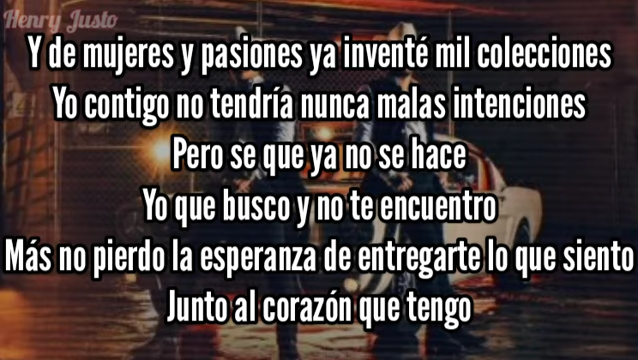 Henry Justo
Y de mujeres y pasiones ya inventé mil colecciones
Yo contigo no tendría nunca malas intenciones
Pero se que ya no se hace
Yo que busco y no te encuentro
Más no pierdo la esperanza de entregarte lo que siento
Junto al corazón que tengo